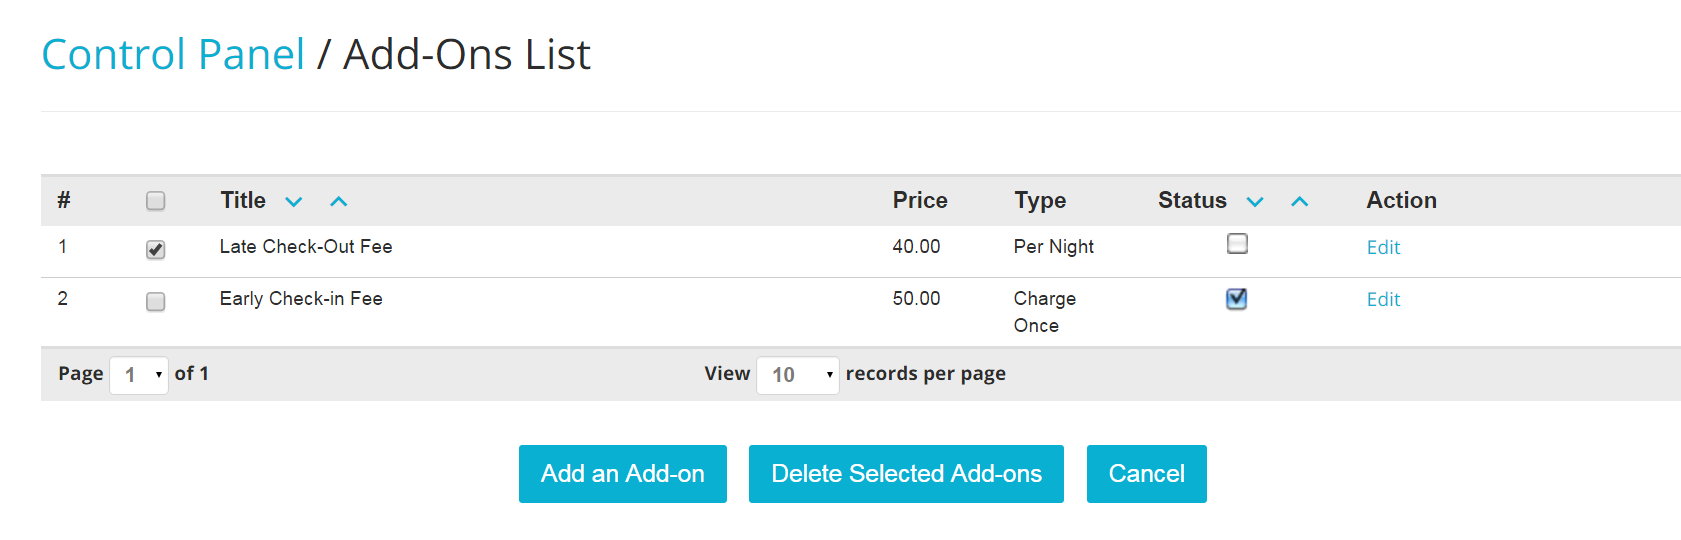 Control Panel / Add-Ons List
# Title Price Type Status Action
1 Late Check-Out Fee 40.00 Per Night Edit
2 Early Check-in Fee 50.00 Charge Edit
Once
Page 1 of 1 View 10 records per page
Add an Add-on Delete Selected Add-ons Cancel